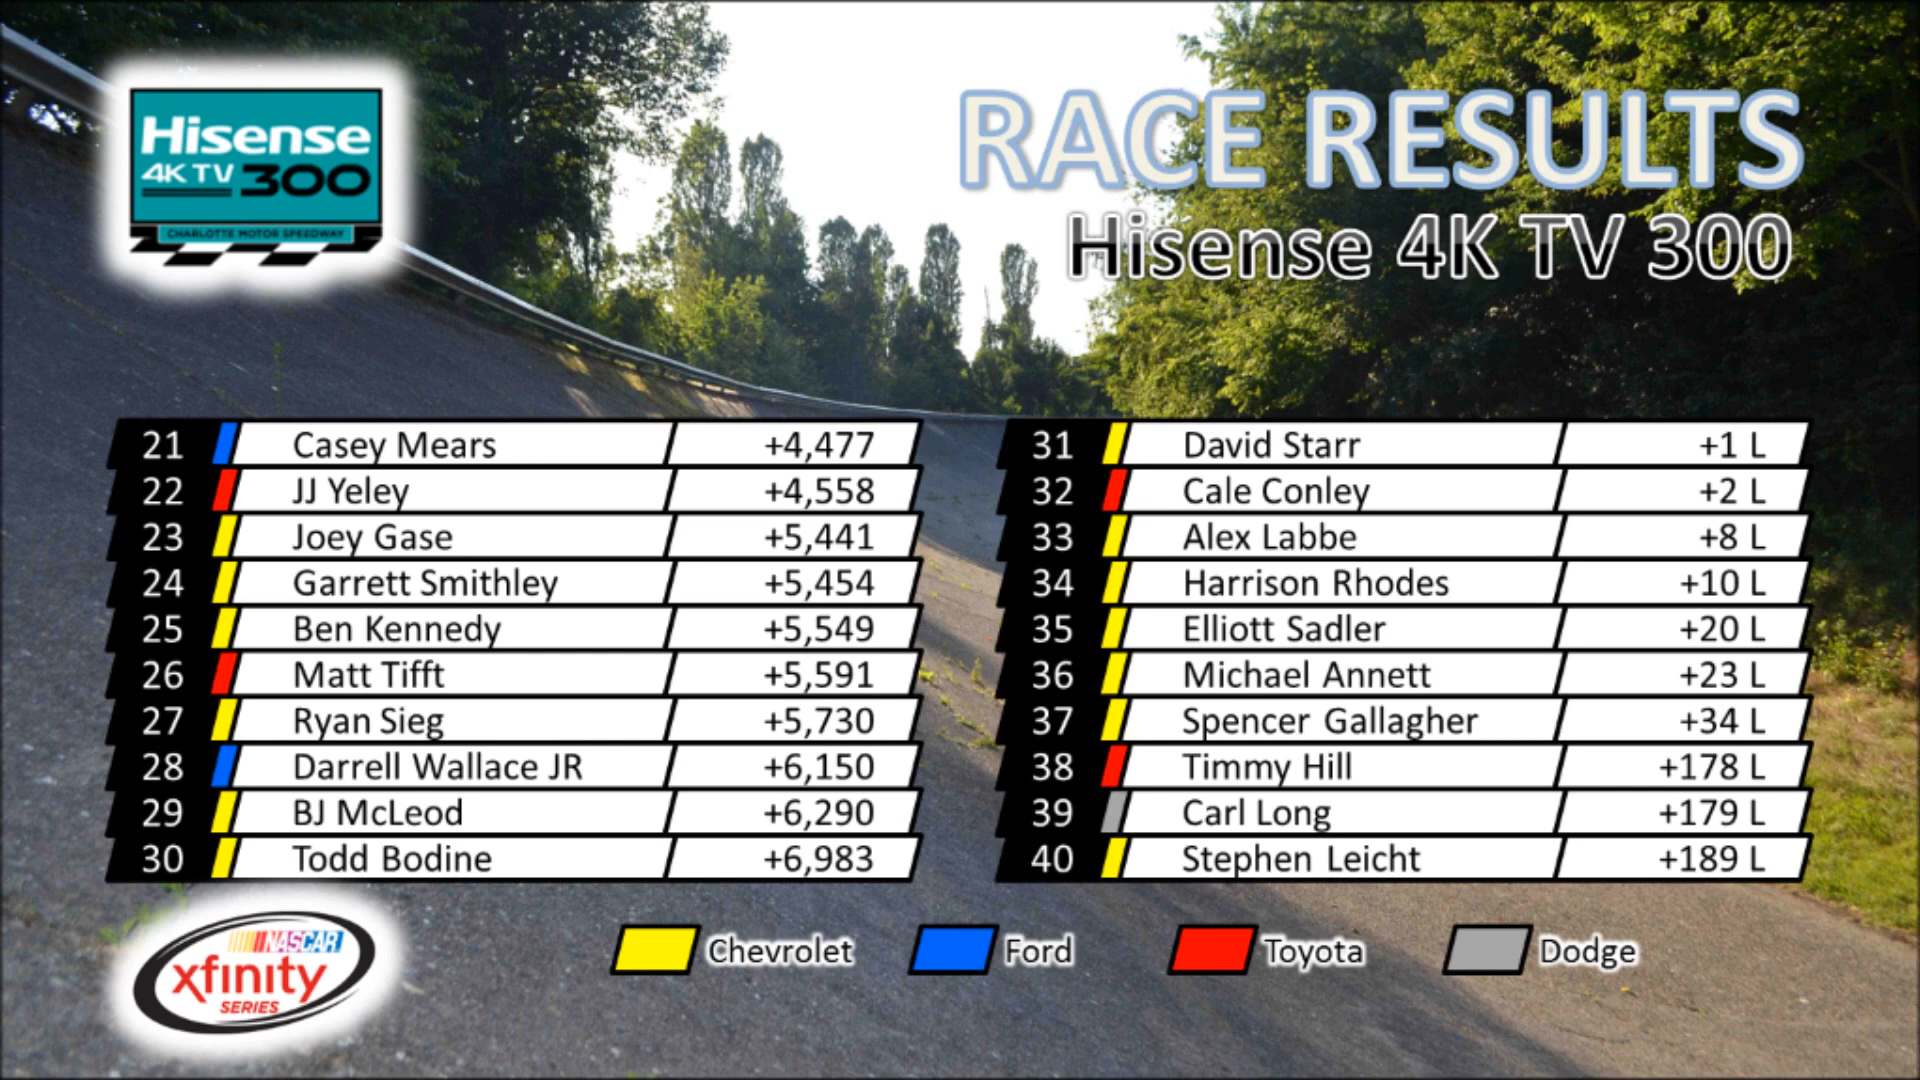 Hisense
4K TV 300
CHARLOTTE MOTOR SPEEDWAY
RACE RESULTS
Hisense 4K TV 300
21 Casey Mears +4,477
22 JJ Yeley +4,558
23 Joey Gase +5,441
24 Garrett Smithley +5,454
25 Ben Kennedy +5,549
26 Matt Tifft +5,591
27 Ryan Sieg +5,730
28 Darrell Wallace JR +6,150
29 BJ McLeod +6,290
30 Todd Bodine +6,983
31 David Starr +1 L
32 Cale Conley +2 L
33 Alex Labbe +8 L
34 Harrison Rhodes +10 L
35 Elliott Sadler +20 L
36 Michael Annett +23 L
37 Spencer Gallagher +34 L
38 Timmy Hill +178 L
39 Carl Long +179 L
40 Stephen Leicht +189 L
NASCAR
xfinity
SERIES
Chevrolet Ford Toyota Dodge